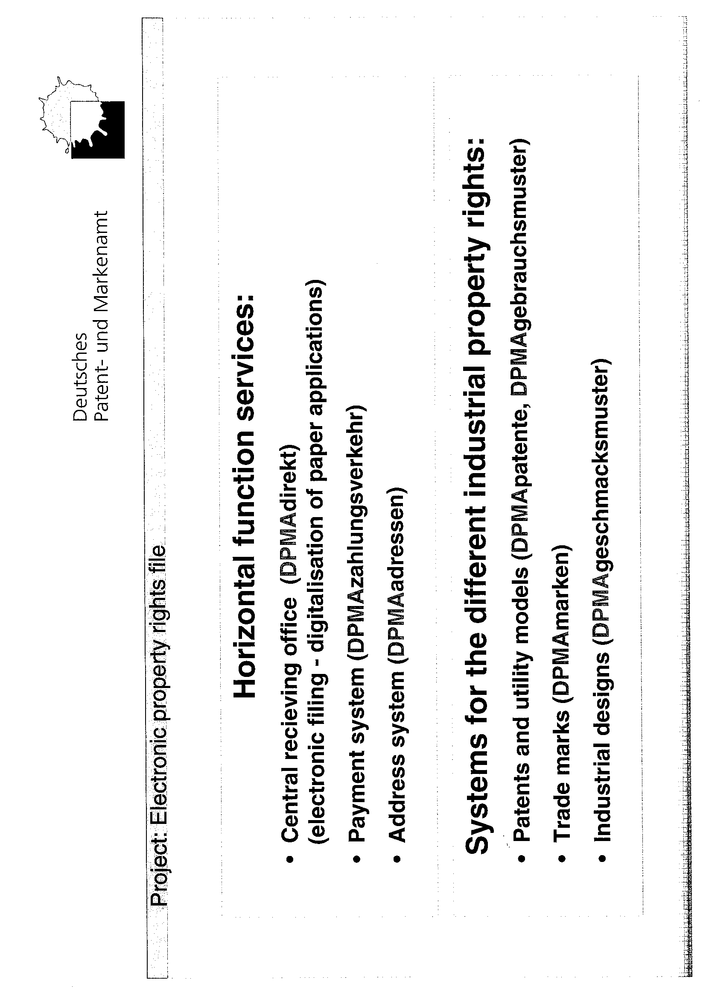 Deutsches
Patent- und Markenamt
Project: Electronic property rights file
Horizontal function services:
• Central recieving office (DPMAdirekt)
(electronic filing - digitalisation of paper applications)
• Payment system (DPMAzahlungsverkehr)
• Address system (DPMAadressen)
Systems for the different industrial property rights:
• Patents and utility models (DPMApatente, DPMAgebrauchsmuster)
• Trade marks (DPMAmarken)
• Industrial designs (DPMAgeschmacksmuster)